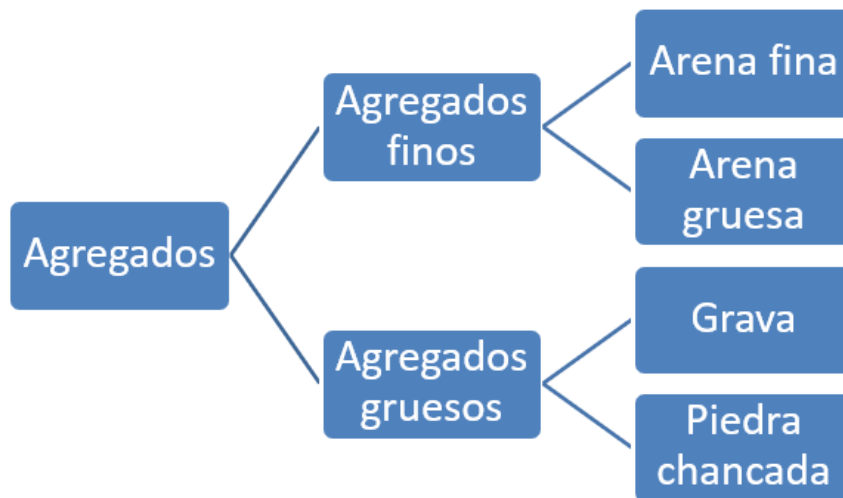 Agregados
Agregados
finos
Arena fina
Arena
gruesa
Agregados
gruesos
Grava
Piedra
chancada